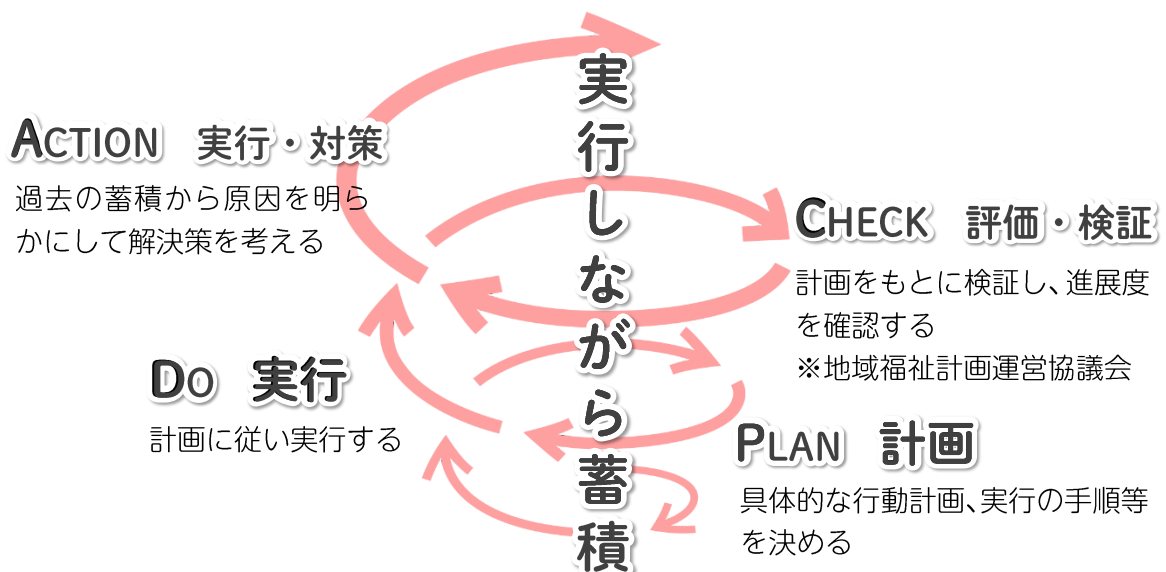 実行しながら蓄積
ACTION 実行・対策
過去の蓄積から原因を明ら
かにして解決策を考える
CHECK 評価・検証
計画をもとに検証し、進展度
を確認する
※地域福祉計画運営協議会
DO 実行
計画に従い実行する
PLAN 計画
具体的な行動計画、実行の手順等
を決める